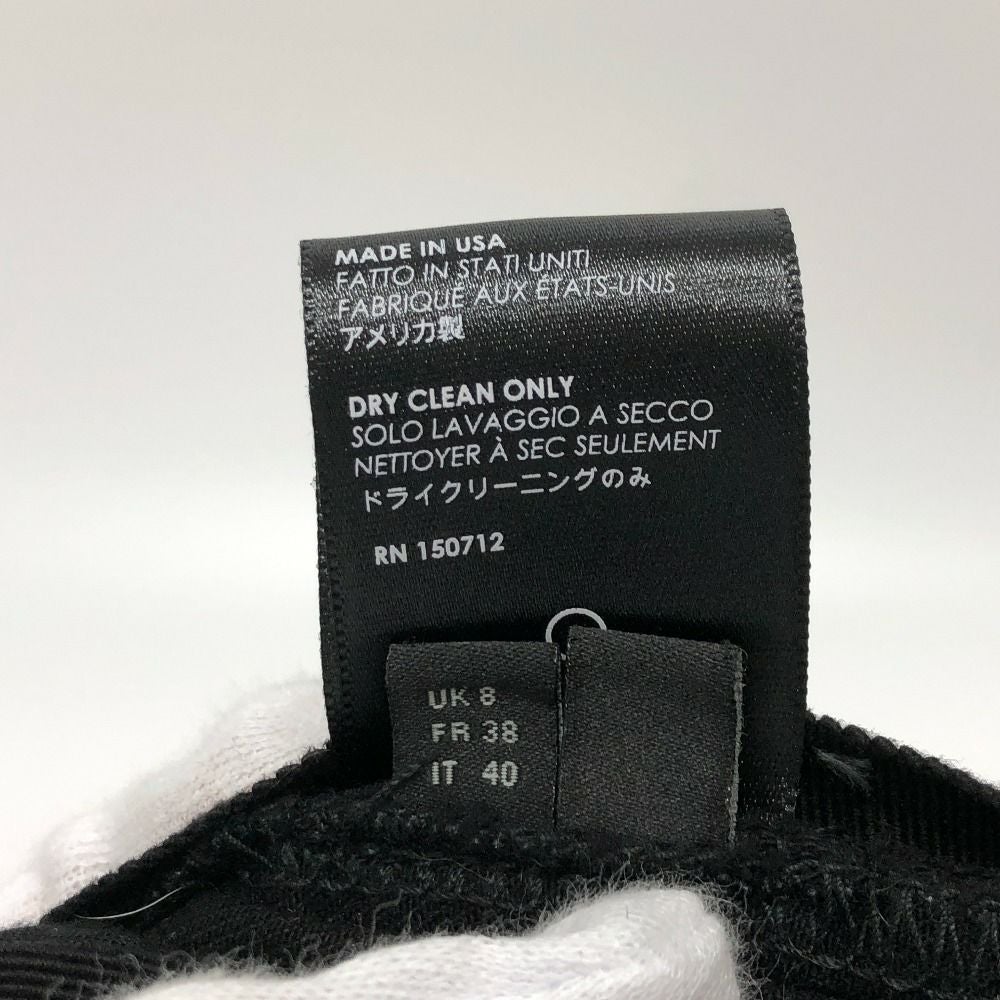 MADE IN USA
FATTO IN STATI UNITI
FABRIQUÉ AUX ÉTATS-UNIS
アメリカ製
DRY CLEAN ONLY
SOLO LAVAGGIO A SECCO
NETTOYER À SEC SEULEMENT
ドライクリーニングのみ
RN 150712
UK 8
FR 38
IT 40